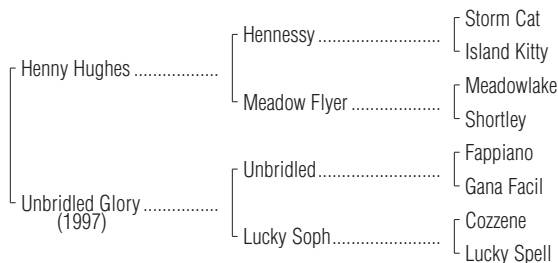 Storm Cat
Hennessy
Island Kitty
Henny Hughes
Meadowlake
Meadow Flyer
Shortley
Fappiano
Unbridled
Gana Facil
Unbridled Glory
(1997)
Cozzene
Lucky Soph
Lucky Spell